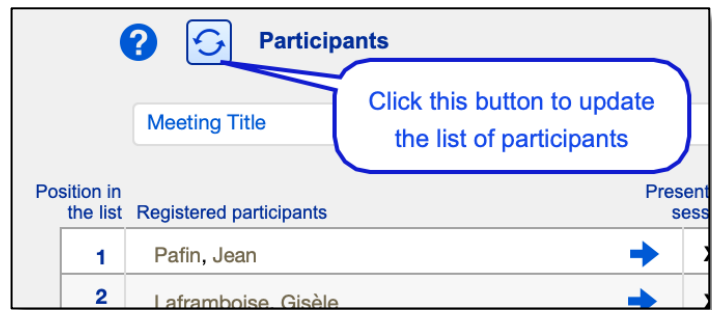 ? Participants
Click this button to update
the list of participants
Meeting Title
Position in
the list Registered participants
Present
sess
1 Pafin, Jean
2 Laframboise, Gisèle